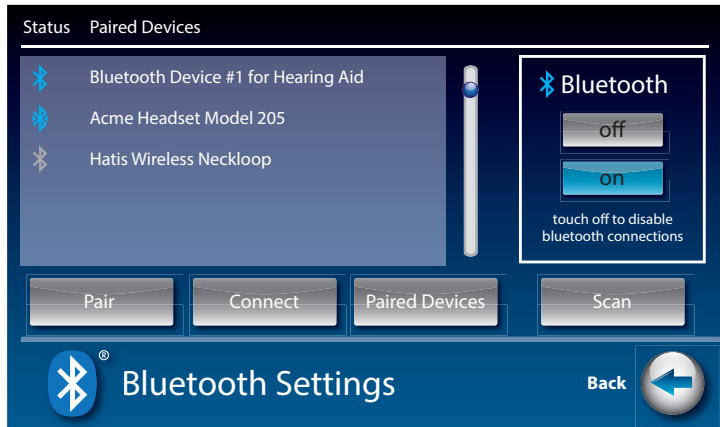 Status Paired Devices
Bluetooth Device #1 for Hearing Aid
Acme Headset Model 205
Hatis Wireless Neckloop
Bluetooth
off
on
touch off to disable
bluetooth connections
Pair
Connect
Paired Devices
Scan
®
Bluetooth Settings
Back